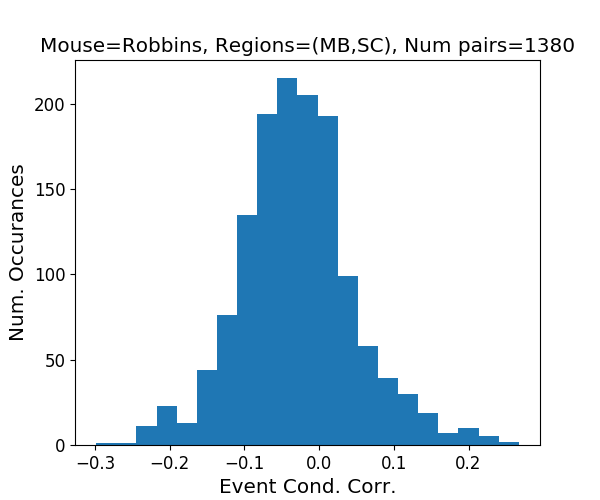 Mouse=Robbins, Regions=(MB,SC), Num pairs=1380
Num. Occurances
200
150
100
50
0
−0.3 −0.2 −0.1 0.0 0.1 0.2
Event Cond. Corr.